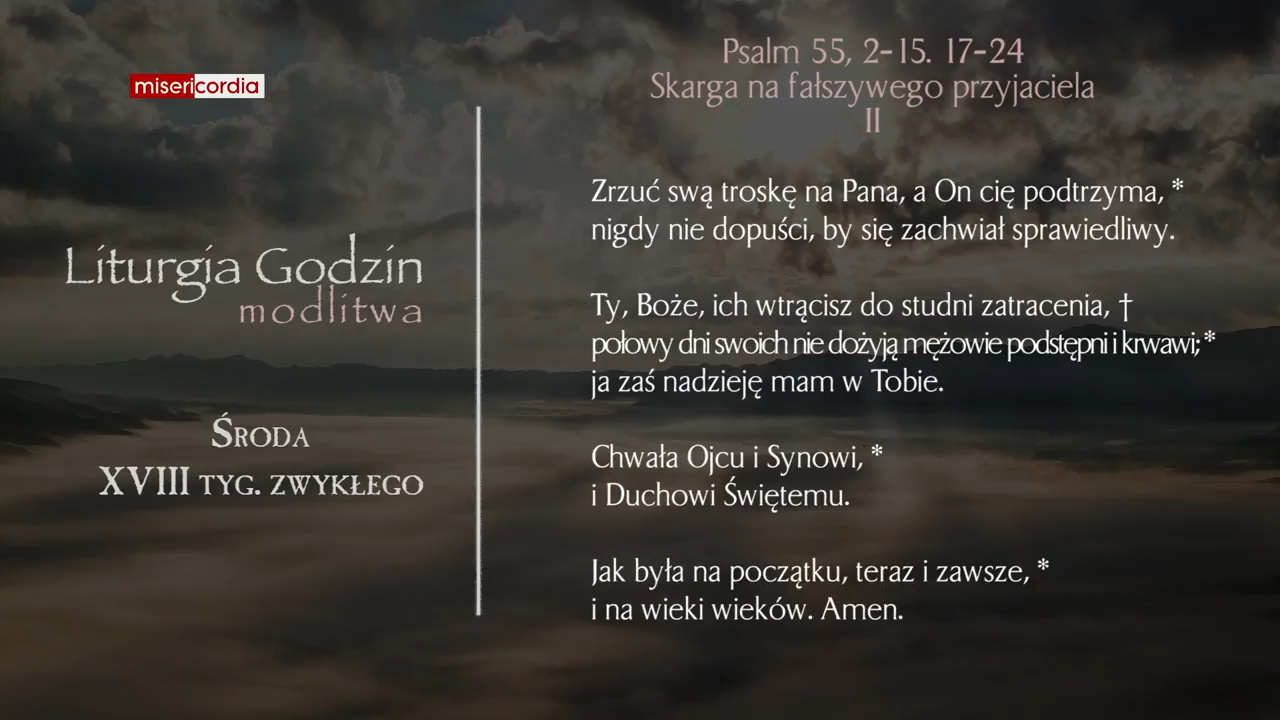 misericordia
Liturgia Godzin
modlitwa
Środa
XVIII tyg. zwykłego
Psalm 55, 2-15. 17-24
Skarga na fałszywego przyjaciela
II
Zrzuć swą troskę na Pana, a On cię podtrzyma, *
nigdy nie dopuści, by się zachwiał sprawiedliwy.
Ty, Boże, ich wtrącisz do studni zatracenia, †
połowy dni swoich nie dożyją mężowie podstępni i krwawi; *
ja zaś nadzieję mam w Tobie.
Chwała Ojcu i Synowi, *
i Duchowi Świętemu.
Jak była na początku, teraz i zawsze, *
i na wieki wieków. Amen.